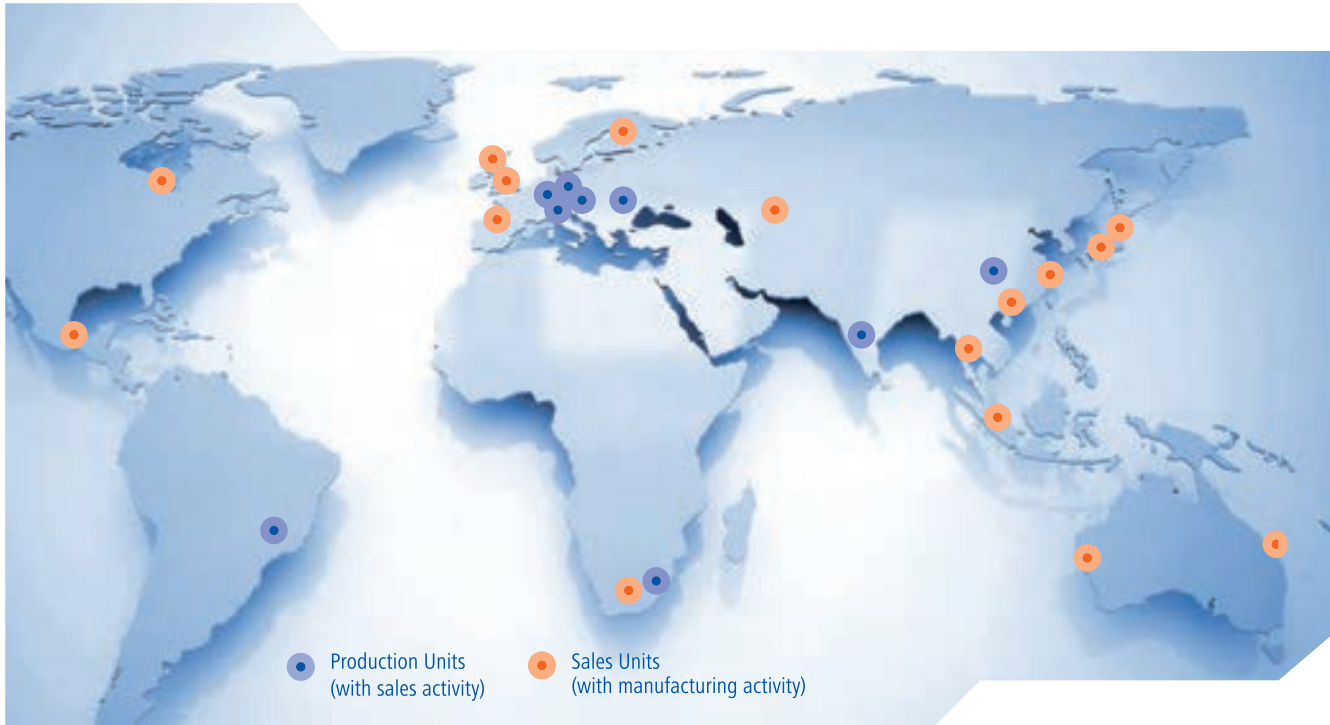 Production Units
(with sales activity)
Sales Units
(with manufacturing activity)